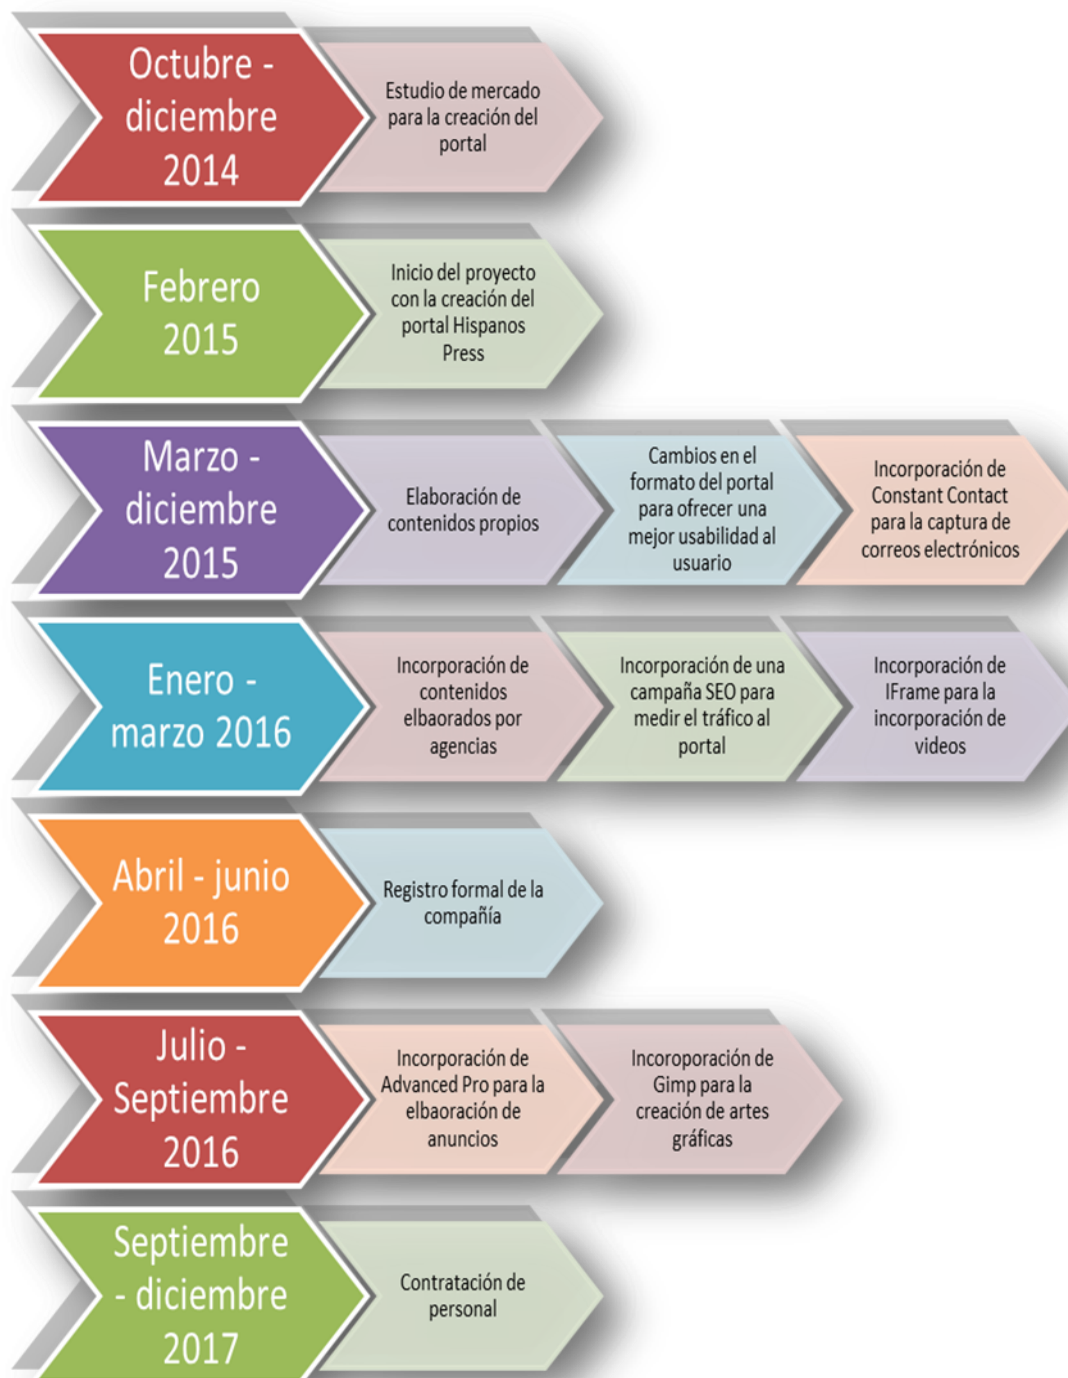 Octubre -
diciembre
2014
Estudio de mercado
para la creación del
portal
Febrero
2015
Inicio del proyecto
con la creación del
portal Hispanos
Press
Marzo -
diciembre
2015
Elaboración de
contenidos propios
Cambios en el
formato del portal
para ofrecer una
mejor usabilidad al
usuario
Incorporación de
Constant Contact
para la captura de
correos electrónicos
Enero -
marzo 2016
Incorporación de
contenidos
elbaorados por
agencias
Incorporación de una
campaña SEO para
medir el tráfico al
portal
Incorporación de
IFrame para la
incorporación de
videos
Abril - junio
2016
Registro formal de la
compañía
Julio -
Septiembre
2016
Incorporación de
Advanced Pro para la
elbaoración de
anuncios
Incoroporación de
Gimp para la
creación de artes
gráficas
Septiembre
- diciembre
2017
Contratación de
personal